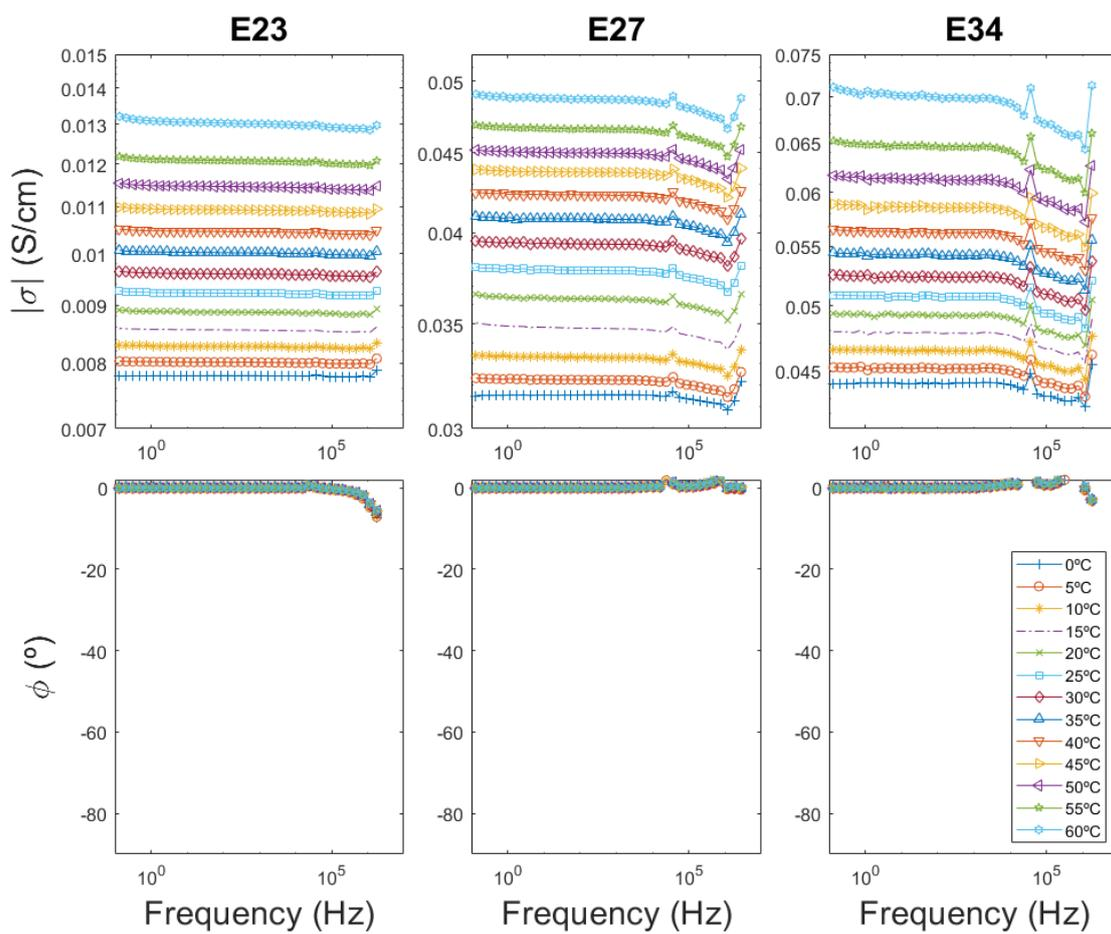 E23 E27 E34
|σ| (S/cm)
0.015
0.014
0.013
0.012
0.011
0.01
0.009
0.008
0.007
10⁰ 10⁵
0.05
0.045
0.04
0.035
0.03
10⁰ 10⁵
0.075
0.07
0.065
0.06
0.055
0.05
0.045
10⁰ 10⁵
ϕ (º)
0
-20
-40
-60
-80
10⁰ 10⁵
Frequency (Hz)
0
-20
-40
-60
-80
10⁰ 10⁵
Frequency (Hz)
0
-20
-40
-60
-80
10⁰ 10⁵
Frequency (Hz)
0ºC
5ºC
10ºC
15ºC
20ºC
25ºC
30ºC
35ºC
40ºC
45ºC
50ºC
55ºC
60ºC